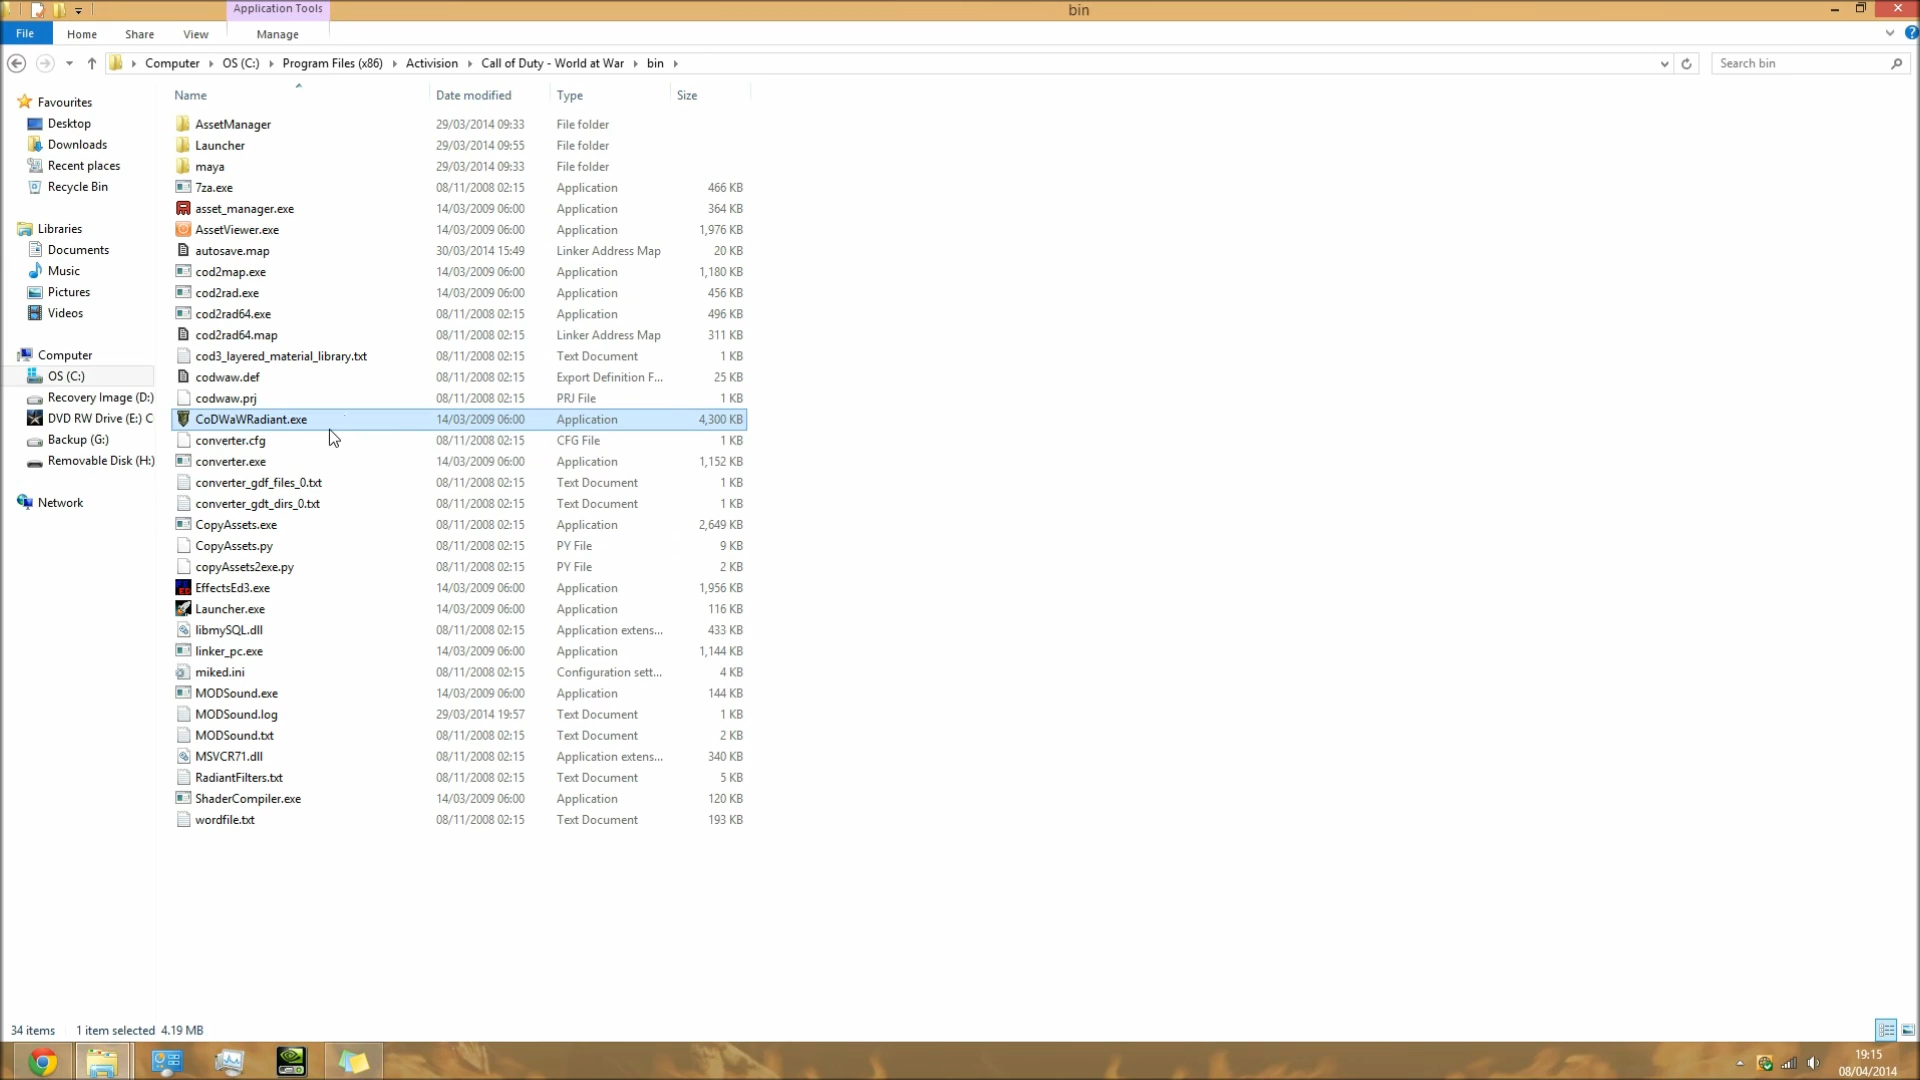 Application Tools
bin
File
Home
Share
View
Manage
Computer
OS (C:)
Program Files (x86)
Activision
Call of Duty - World at War
bin
Search bin
Name
Date modified
Type
Size
Favourites
Desktop
Downloads
Recent places
Recycle Bin
Libraries
Documents
Music
Pictures
Videos
Computer
OS (C:)
Recovery Image (D:)
DVD RW Drive (E:) C
Backup (G:)
Removable Disk (H:)
Network
AssetManager 29/03/2014 09:33 File folder
Launcher 29/03/2014 09:55 File folder
maya 29/03/2014 09:33 File folder
7za.exe 08/11/2008 02:15 Application 466 KB
asset_manager.exe 14/03/2009 06:00 Application 364 KB
AssetViewer.exe 14/03/2009 06:00 Application 1,976 KB
autosave.map 30/03/2014 15:49 Linker Address Map 20 KB
cod2map.exe 14/03/2009 06:00 Application 1,180 KB
cod2rad.exe 14/03/2009 06:00 Application 456 KB
cod2rad64.exe 08/11/2008 02:15 Application 496 KB
cod2rad64.map 08/11/2008 02:15 Linker Address Map 311 KB
cod3_layered_material_library.txt 08/11/2008 02:15 Text Document 1 KB
codwaw.def 08/11/2008 02:15 Export Definition F... 25 KB
codwaw.prj 08/11/2008 02:15 PRJ File 1 KB
CoDWaWRadiant.exe 14/03/2009 06:00 Application 4,300 KB
converter.cfg 08/11/2008 02:15 CFG File 1 KB
converter.exe 14/03/2009 06:00 Application 1,152 KB
converter_gdf_files_0.txt 08/11/2008 02:15 Text Document 1 KB
converter_gdt_dirs_0.txt 08/11/2008 02:15 Text Document 1 KB
CopyAssets.exe 08/11/2008 02:15 Application 2,649 KB
CopyAssets.py 08/11/2008 02:15 PY File 9 KB
copyAssets2exe.py 08/11/2008 02:15 PY File 2 KB
EffectsEd3.exe 14/03/2009 06:00 Application 1,956 KB
Launcher.exe 14/03/2009 06:00 Application 116 KB
libmySQL.dll 08/11/2008 02:15 Application extens... 433 KB
linker_pc.exe 14/03/2009 06:00 Application 1,144 KB
miked.ini 08/11/2008 02:15 Configuration sett... 4 KB
MODSound.exe 14/03/2009 06:00 Application 144 KB
MODSound.log 29/03/2014 19:57 Text Document 1 KB
MODSound.txt 08/11/2008 02:15 Text Document 2 KB
MSVCR71.dll 08/11/2008 02:15 Application extens... 340 KB
RadiantFilters.txt 08/11/2008 02:15 Text Document 5 KB
ShaderCompiler.exe 14/03/2009 06:00 Application 120 KB
wordfile.txt 08/11/2008 02:15 Text Document 193 KB
34 items
1 item selected 4.19 MB
19:15
08/04/2014